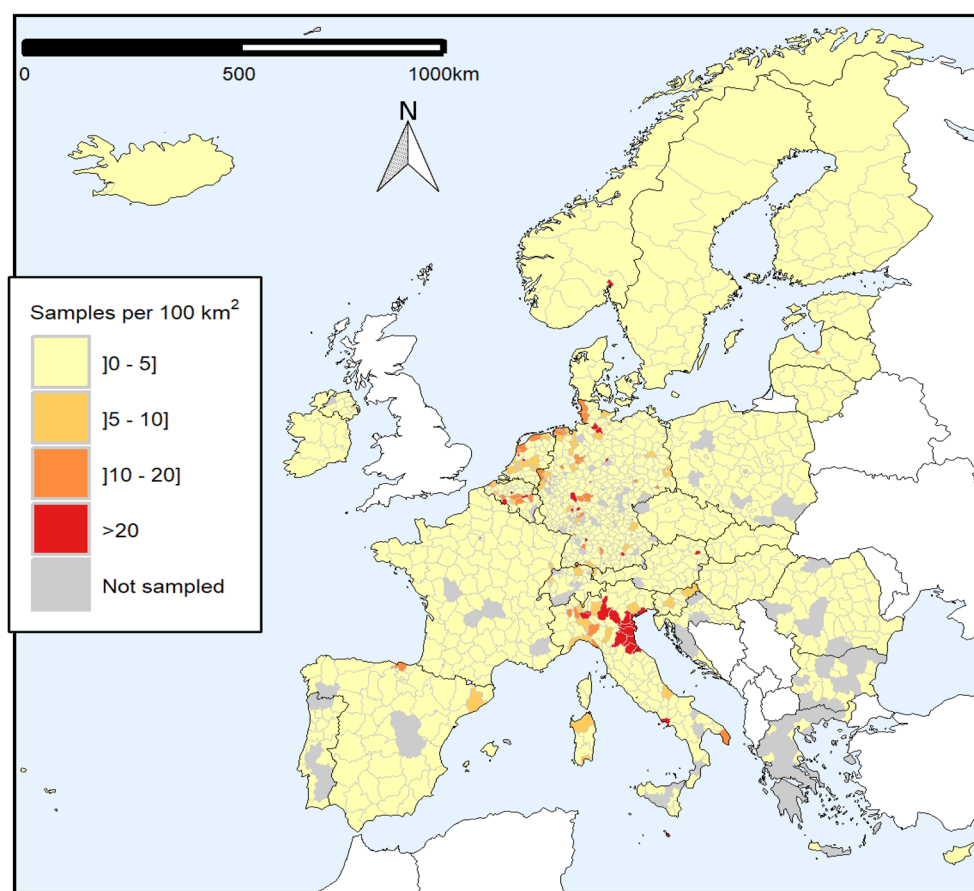 0 500 1000km
N
Samples per 100 km²
]0 - 5]
]5 - 10]
]10 - 20]
>20
Not sampled